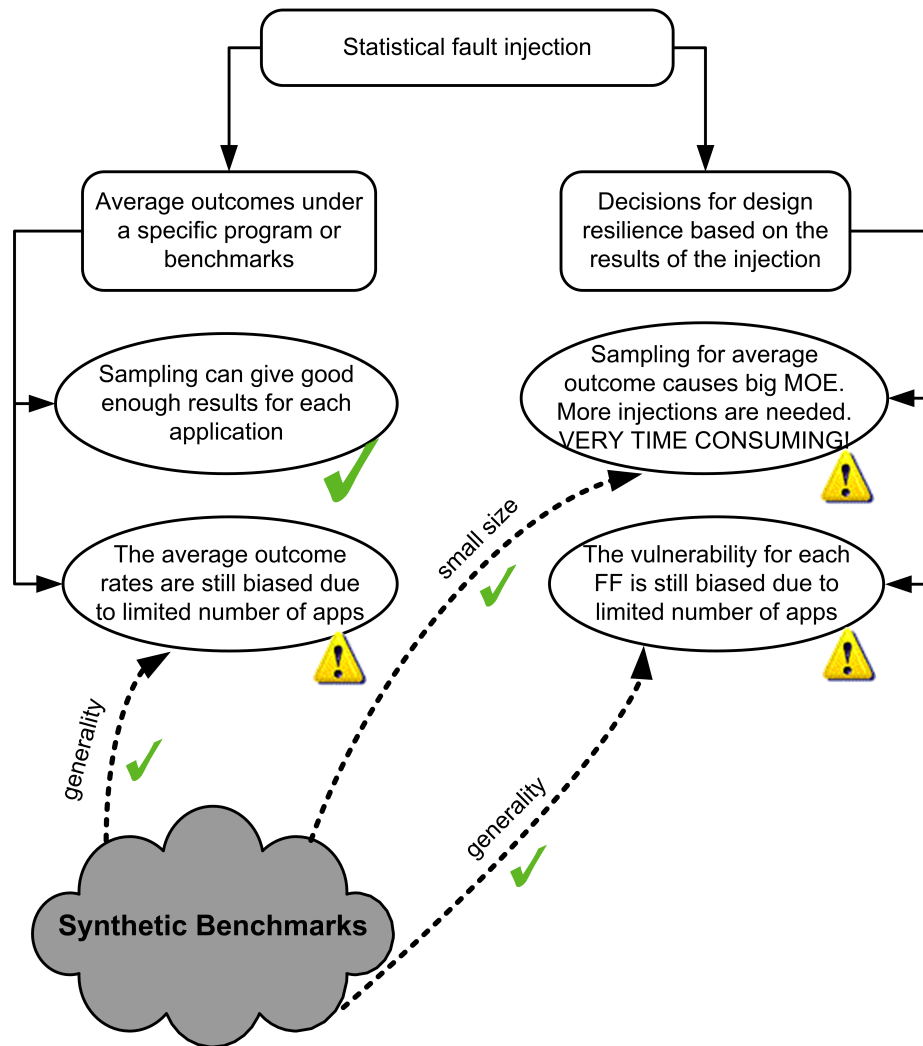 Statistical fault injection
Average outcomes under
a specific program or
benchmarks
Decisions for design
resilience based on the
results of the injection
Sampling can give good
enough results for each
application
Sampling for average
outcome causes big MOE.
More injections are needed.
VERY TIME CONSUMING!
The average outcome
rates are still biased due
to limited number of apps
small size
The vulnerability for each
FF is still biased due to
limited number of apps
generality
generality
Synthetic Benchmarks